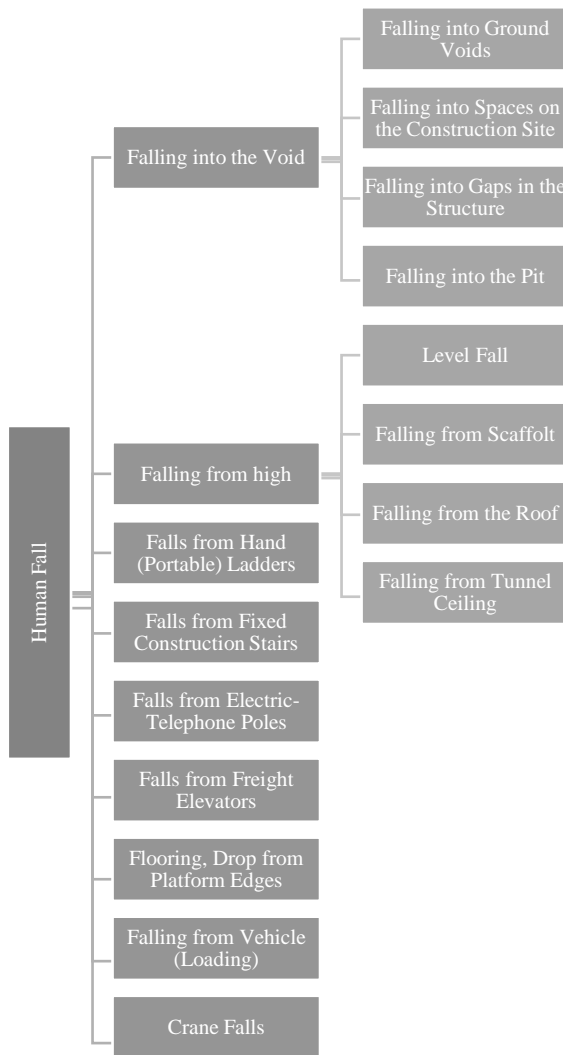 Human Fall
Falling into the Void
Falling into Ground
Voids
Falling into Spaces on
the Construction Site
Falling into Gaps in the
Structure
Falling into the Pit
Falling from high
Level Fall
Falling from Scaffolt
Falling from the Roof
Falling from Tunnel
Ceiling
Falls from Hand
(Portable) Ladders
Falls from Fixed
Construction Stairs
Falls from Electric-
Telephone Poles
Falls from Freight
Elevators
Flooring, Drop from
Platform Edges
Falling from Vehicle
(Loading)
Crane Falls